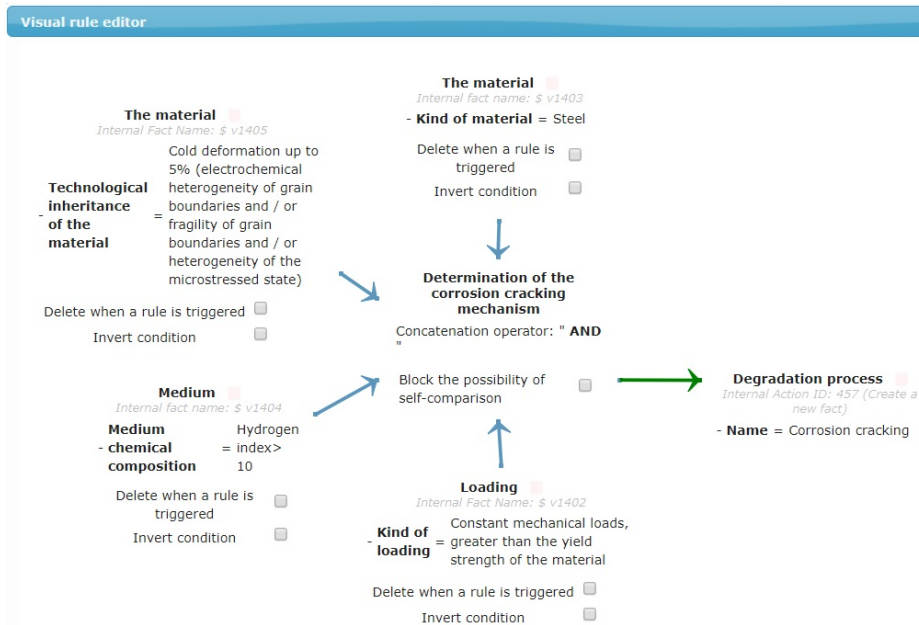 Visual rule editor
The material
Internal fact name: $ v1403
- Kind of material = Steel
Delete when a rule is
triggered
Invert condition
The material
Internal Fact Name: $ v1405
- Technological
inheritance
of the
material
=
Cold deformation up to
5% (electrochemical
heterogeneity of grain
boundaries and / or
fragility of grain
boundaries and / or
heterogeneity of the
microstressed state)
Delete when a rule is triggered
Invert condition
Determination of the
corrosion cracking
mechanism
Concatenation operator: " AND
"
Block the possibility of
self-comparison
Medium
Internal fact name: $ v1404
- Medium
chemical
composition
=
Hydrogen
index>
10
Delete when a rule is
triggered
Invert condition
Degradation process
Internal Action ID: 457 (Create a
new fact)
- Name = Corrosion cracking
Loading
Internal Fact Name: $ v1402
- Kind of
loading
=
Constant mechanical loads,
greater than the yield
strength of the material
Delete when a rule is triggered
Invert condition